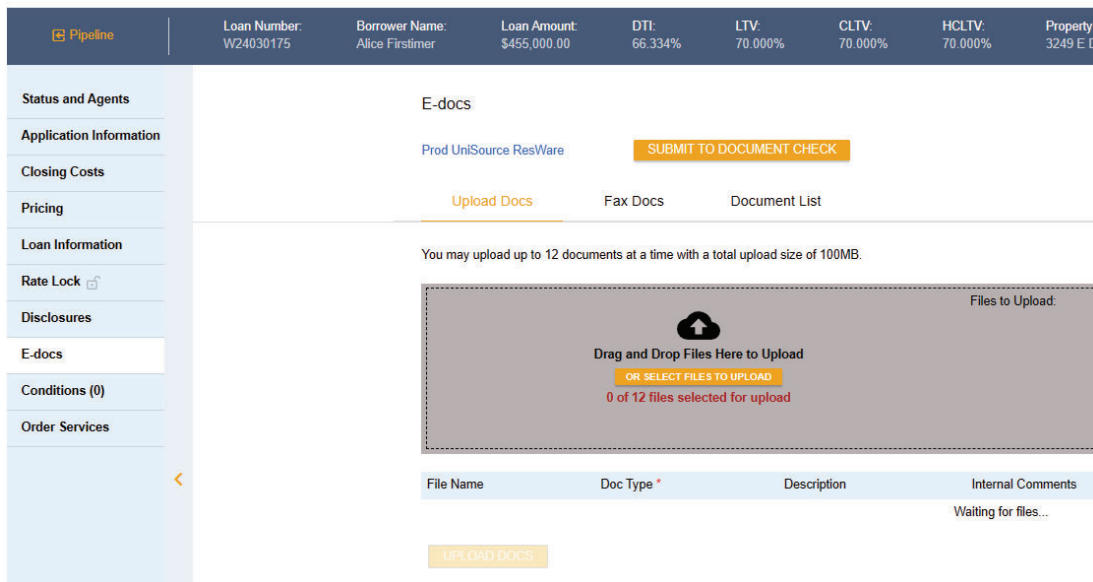 Pipeline
Loan Number: Borrower Name: Loan Amount: DTI: LTV: CLTV: HCLTV: Property
W24030175 Alice Firstimer $455,000.00 66.334% 70.000% 70.000% 70.000% 3249 E D
Status and Agents
Application Information
Closing Costs
Pricing
Loan Information
Rate Lock
Disclosures
E-docs
Conditions (0)
Order Services
E-docs
Prod UniSource ResWare SUBMIT TO DOCUMENT CHECK
Upload Docs Fax Docs Document List
You may upload up to 12 documents at a time with a total upload size of 100MB.
Files to Upload:
Drag and Drop Files Here to Upload
OR SELECT FILES TO UPLOAD
0 of 12 files selected for upload
File Name Doc Type * Description Internal Comments
Waiting for files...
UPLOAD DOCS